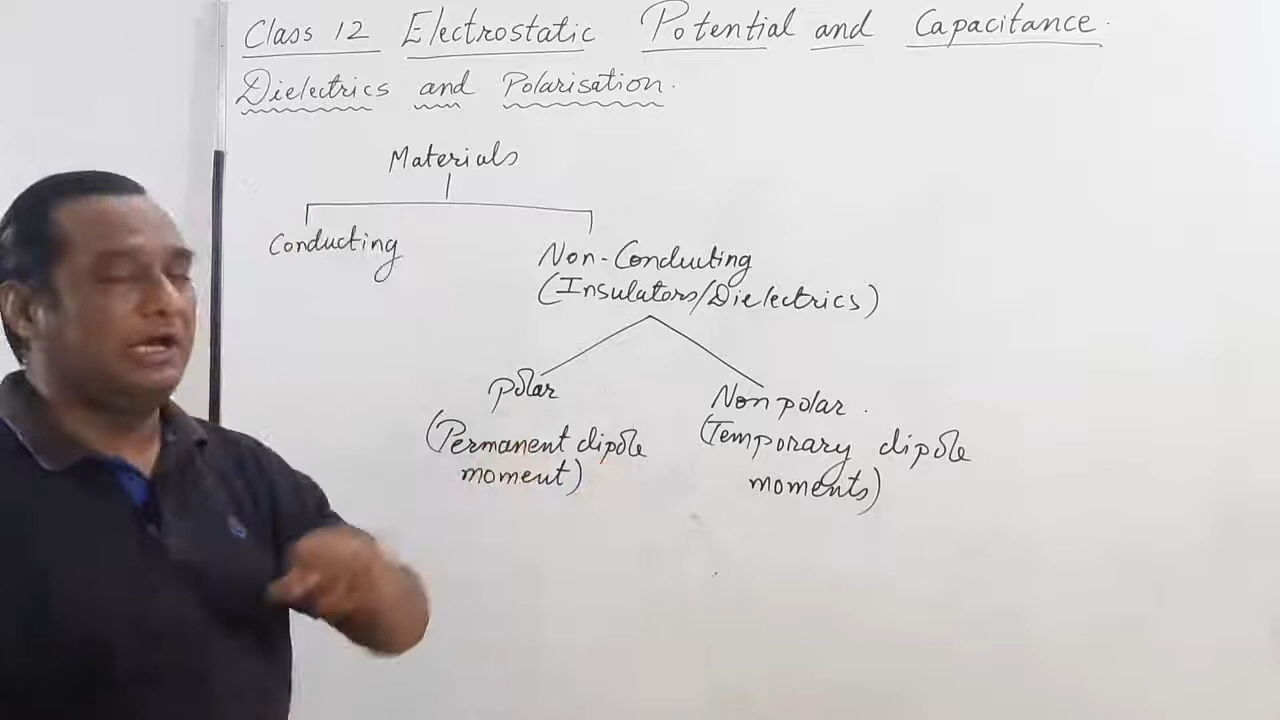 Class 12 Electrostatic Potential and Capacitance.
Dielectrics and Polarisation.
Materials
Conducting
Non-Conducting
(Insulators/Dielectrics)
polar
(Permanent dipole
moment)
Non polar.
(Temporary dipole
moments)